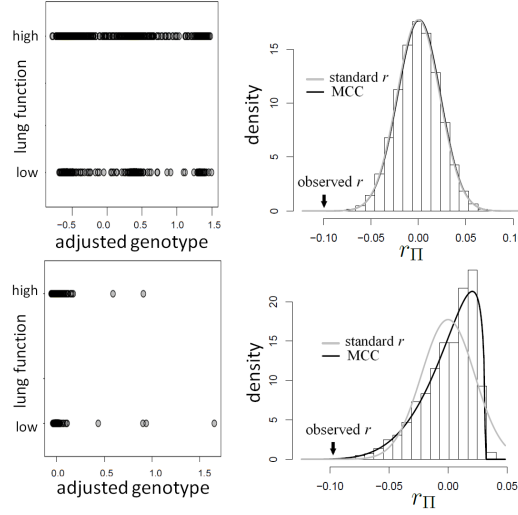 high
low
lung function
−0.5
0.0
0.5
1.0
1.5
adjusted genotype
density
0
5
10
15
standard r
MCC
observed r
−0.10
−0.05
0.00
0.05
0.1
r_Π
high
low
lung function
0.0
0.5
1.0
1.5
adjusted genotype
density
0
5
10
15
20
standard r
MCC
observed r
−0.10
−0.05
0.00
0.05
r_Π